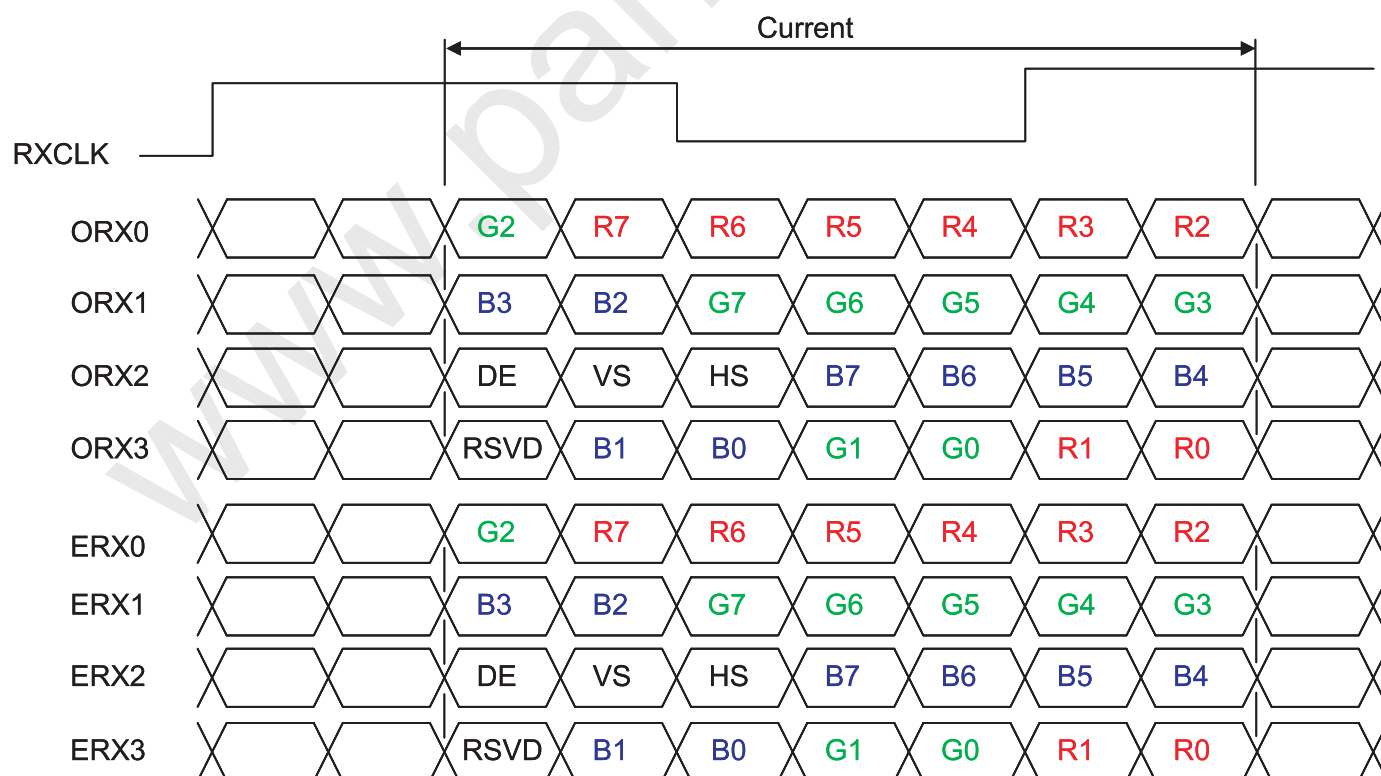 Current
RXCLK
ORX0 G2 R7 R6 R5 R4 R3 R2
ORX1 B3 B2 G7 G6 G5 G4 G3
ORX2 DE VS HS B7 B6 B5 B4
ORX3 RSVD B1 B0 G1 G0 R1 R0
ERX0 G2 R7 R6 R5 R4 R3 R2
ERX1 B3 B2 G7 G6 G5 G4 G3
ERX2 DE VS HS B7 B6 B5 B4
ERX3 RSVD B1 B0 G1 G0 R1 R0